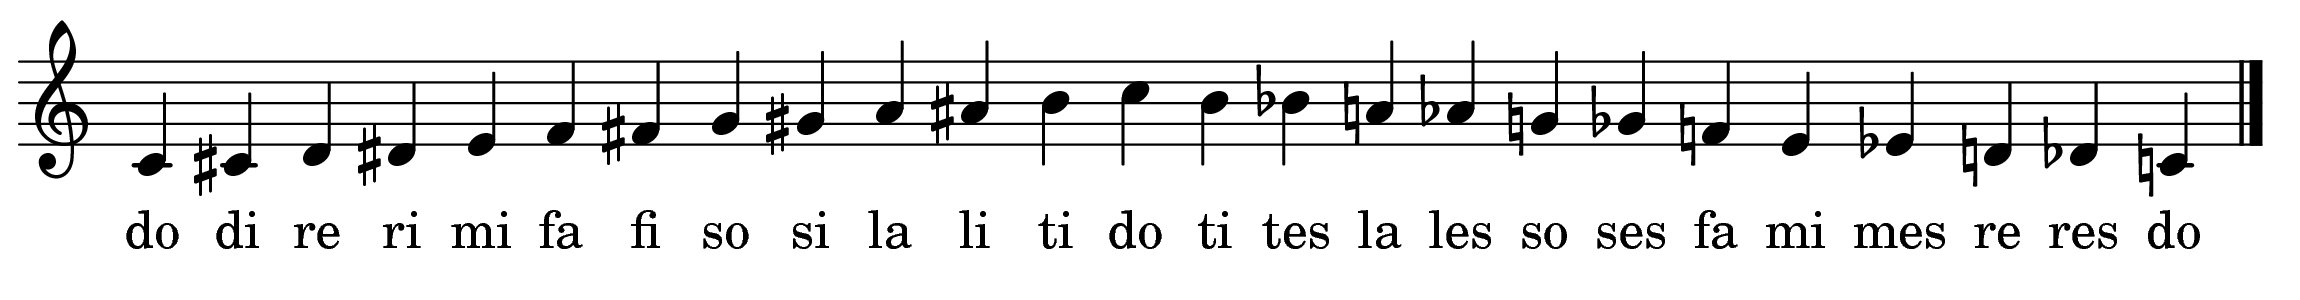 do di re ri mi fa fi so si la li ti do ti tes la les so ses fa mi mes re res do